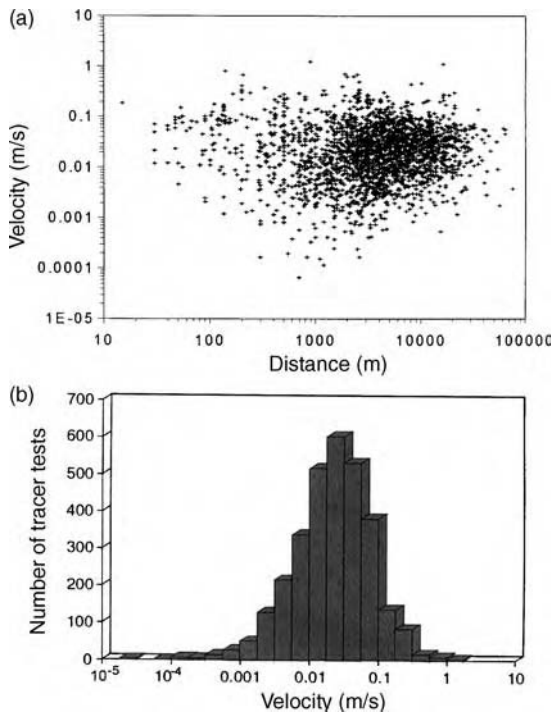 (a)
10
1
0.1
0.01
0.001
0.0001
1E-05
Velocity (m/s)
10 100 1000 10000 100000
Distance (m)
(b)
700
600
500
400
300
200
100
0
Number of tracer tests
10-5 10-4 0.001 0.01 0.1 1 10
Velocity (m/s)